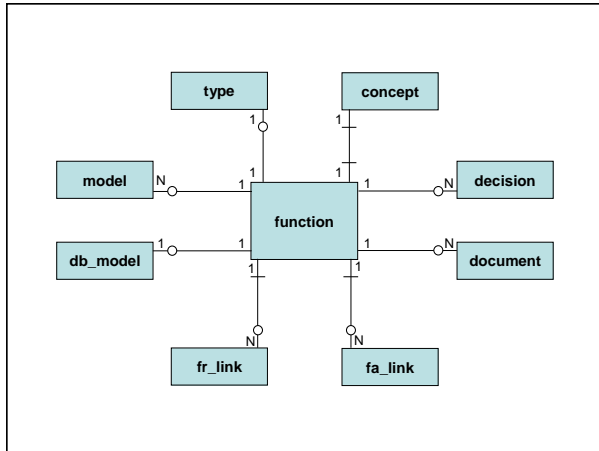 type
concept
1
1
model
N
1
1
1
1
N
decision
function
db_model
1
1
1
N
document
1
1
N
N
fr_link
fa_link